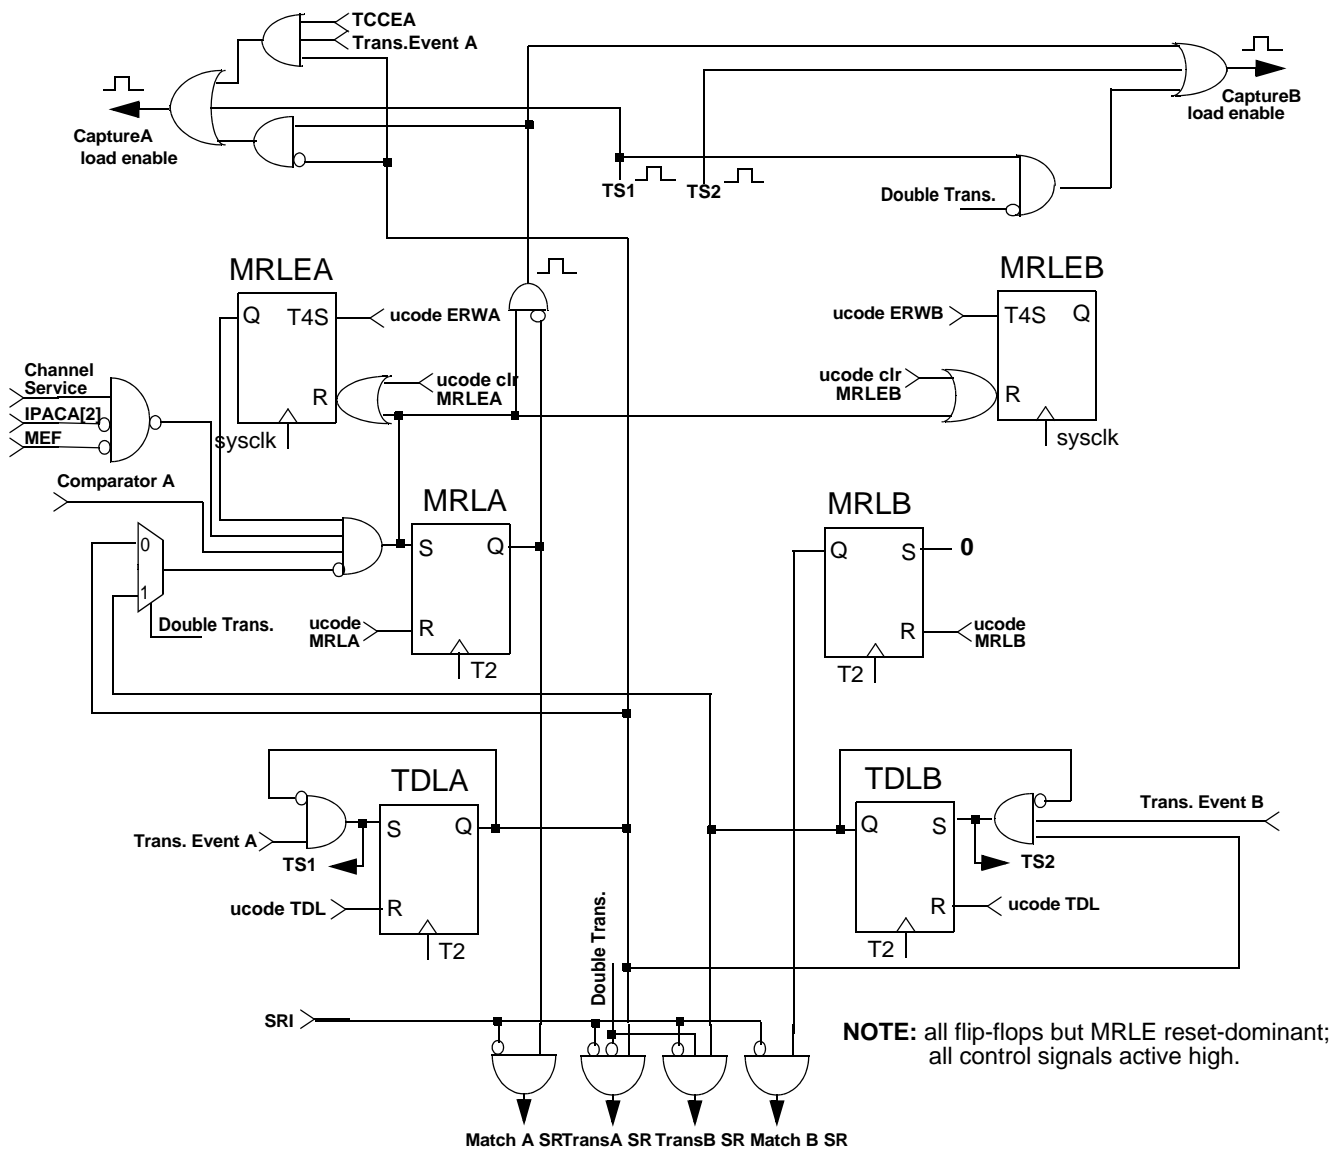 TCCEA
Trans.Event A
CaptureA
load enable
CaptureB
load enable
TS1
TS2
Double Trans.
MRLEA
MRLEB
Q
T4S
ucode ERWA
ucode ERWB
T4S
Q
Channel
Service
IPACA[2]
MEF
R
ucode clr
MRLEA
ucode clr
MRLEB
R
sysclk
sysclk
Comparator A
MRLA
MRLB
0
1
S
Q
Q
S
0
Double Trans.
ucode
MRLA
R
R
ucode
MRLB
T2
T2
TDLA
TDLB
Trans. Event A
S
Q
Q
S
Trans. Event B
TS1
TS2
ucode TDL
R
R
ucode TDL
T2
T2
Double Trans.
SRI
NOTE: all flip-flops but MRLE reset-dominant;
all control signals active high.
Match A SR
TransA SR
TransB SR
Match B SR